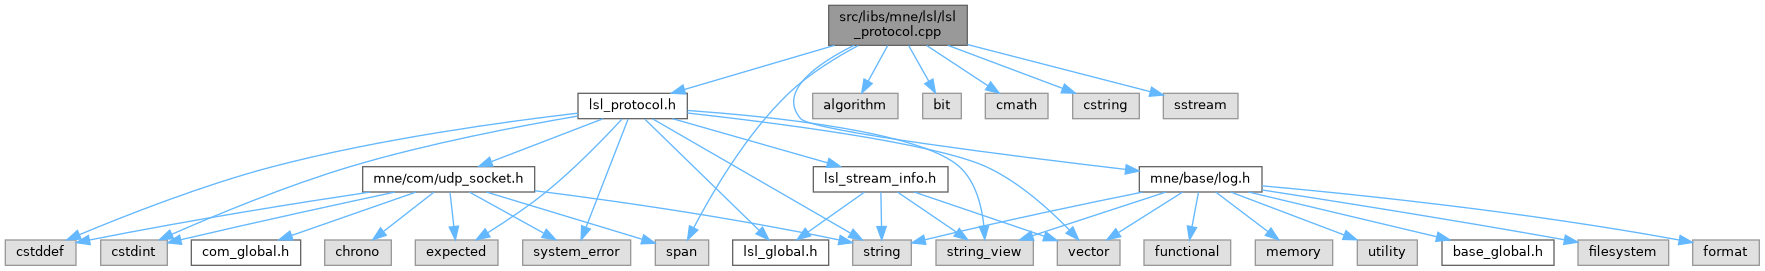 src/libs/mne/lsl/lsl
_protocol.cpp
lsl_protocol.h
algorithm
bit
cmath
cstring
sstream
mne/com/udp_socket.h
lsl_stream_info.h
mne/base/log.h
cstddef
cstdint
com_global.h
chrono
expected
system_error
span
lsl_global.h
string
string_view
vector
functional
memory
utility
base_global.h
filesystem
format